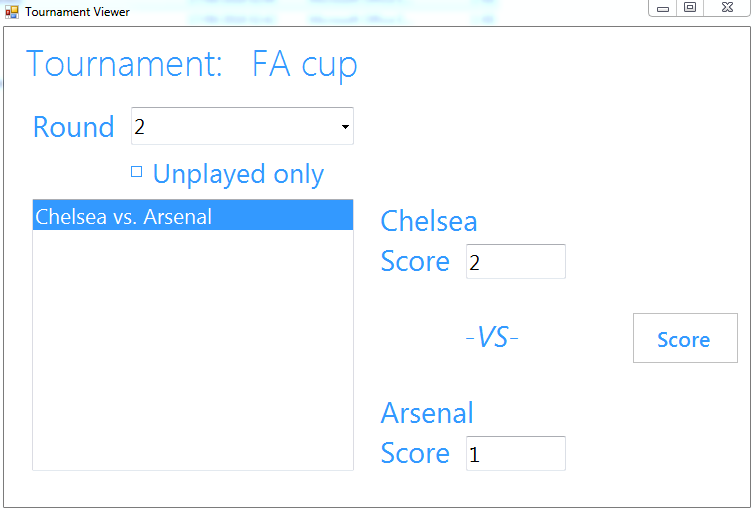 Tournament Viewer
Tournament: FA cup
Round 2
Unplayed only
Chelsea vs. Arsenal
Chelsea
Score 2
-VS-
Score
Arsenal
Score 1